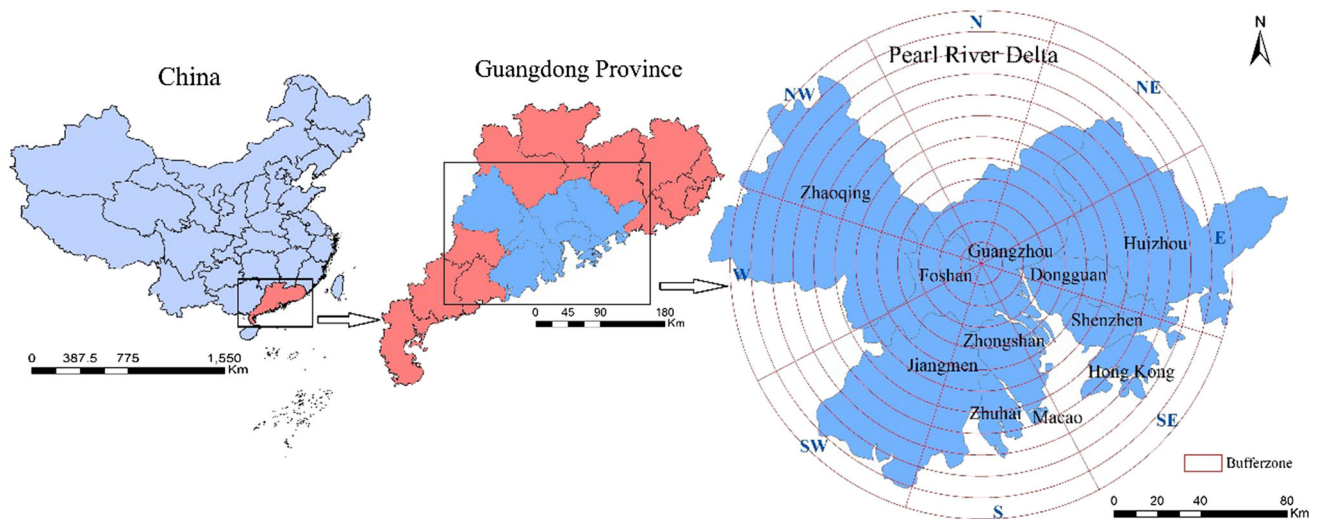 China
0 387.5 775 1,550
Km
Guangdong Province
0 45 90 180
Km
Pearl River Delta
N
N
NE
NW
Zhaoqing
Guangzhou
Huizhou
E
W
Foshan
Dongguan
Shenzhen
Zhongshan
Jiangmen
Hong Kong
Zhuhai
Macao
SE
SW
S
Bufferzone
0 20 40 80
Km